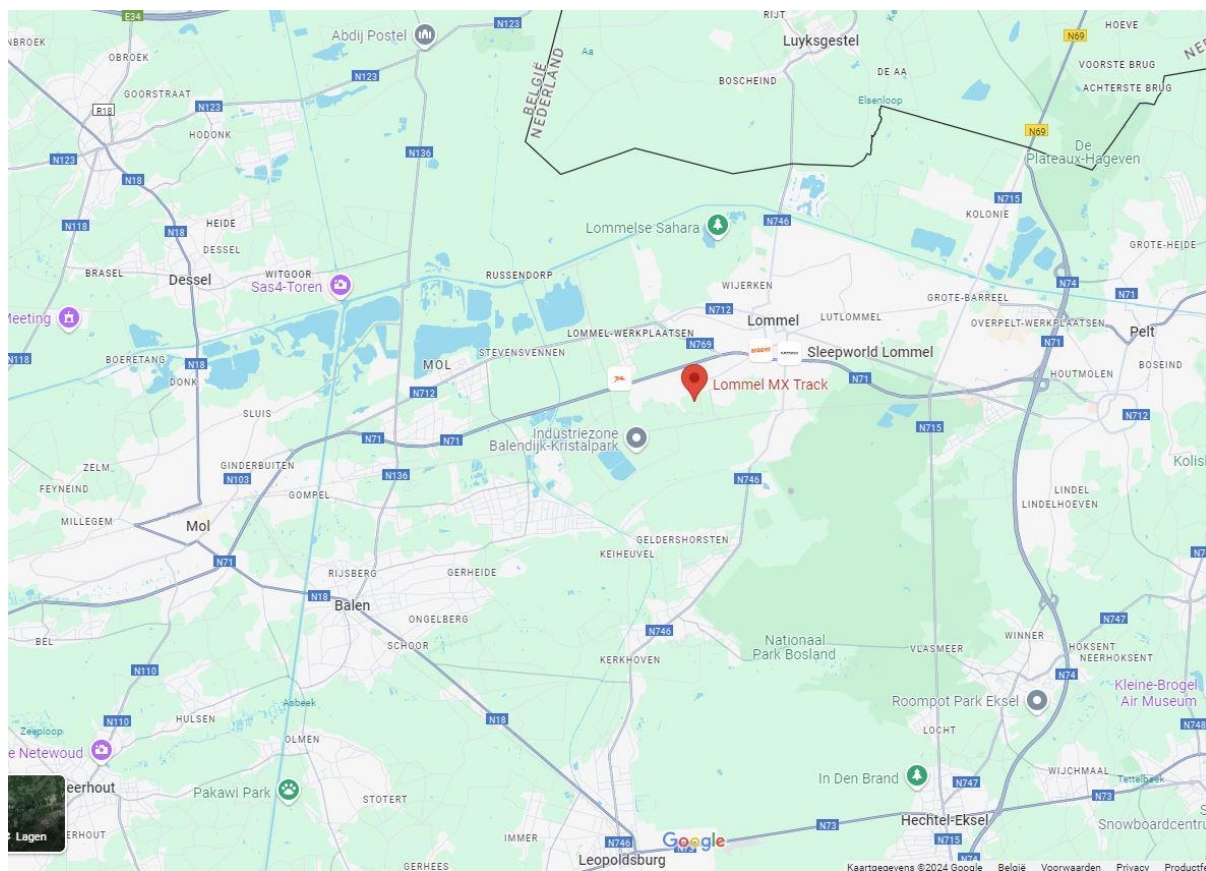 E34
N123
RIJT
HOEVE
Abdij Postel
Luyksgestel
N69
OBROEK
Aa
VOORSTE BRUG
BOSCHEIND
DE AA
GOORSTRAAT
N123
BELGIË
NEDERLAND
ACHTERSTE BRUG
R18
N123
Elsenloop
HODONK
N69
De
Plateaux-Hageven
N123
N136
N18
N715
N118
HEIDE
N746
KOLONIE
N18
Lommelse Sahara
DESSEL
GROTE-HEIDE
BRASEL
Dessel
WITGOOR
RUSSENDORP
Sas4-Toren
WIJERKEN
N74
N71
GROTE-BARREEL
Meeting
N712
Lommel
LUTLOMMEL
OVERPELT-WERKPLAATSEN
Pelt
LOMMEL-WERKPLAATSEN
N71
N769
N118
BOERETANG
STEVENSVENNEN
Sleepworld Lommel
N18
MOL
BOSEIND
DONK
N71
HOUTMOLEN
Lommel MX Track
N712
SLUIS
N712
N715
Industriezone
Balendijk-Kristalpark
N71
N71
ZELM
GINDERBUITEN
N136
N103
N746
FEYNEIND
GOMPEL
LINDEL
LINDELHOEVEN
MILLEGEM
Mol
GELDERSHORSTEN
KEIHEUVEL
N71
RIJSBERG
GERHEIDE
N18
Balen
ONGELBERG
N747
N746
WINNER
BEL
SCHOOR
Nationaal
Park Bosland
VLASMEER
HOKSENT
NEERHOKSENT
KERKHOVEN
N110
N74
Kleine-Brogel
Air Museum
Roompot Park Eksel
Asbeek
N110
HULSEN
N18
N748
Zeeploop
LOCHT
OLMEN
e Netewoud
In Den Brand
WIJCHMAAL
Tettelbeek
eerhout
Pakawi Park
N747
STOTERT
N73
Lagen
N73
Hechtel-Eksel
Snowboardcentru
ERHOUT
IMMER
N746
Google
N73
N715
Leopoldsburg
N74
GERHEES
Kaartgegevens ©2024 Google België Voorwaarden Privacy Productfe